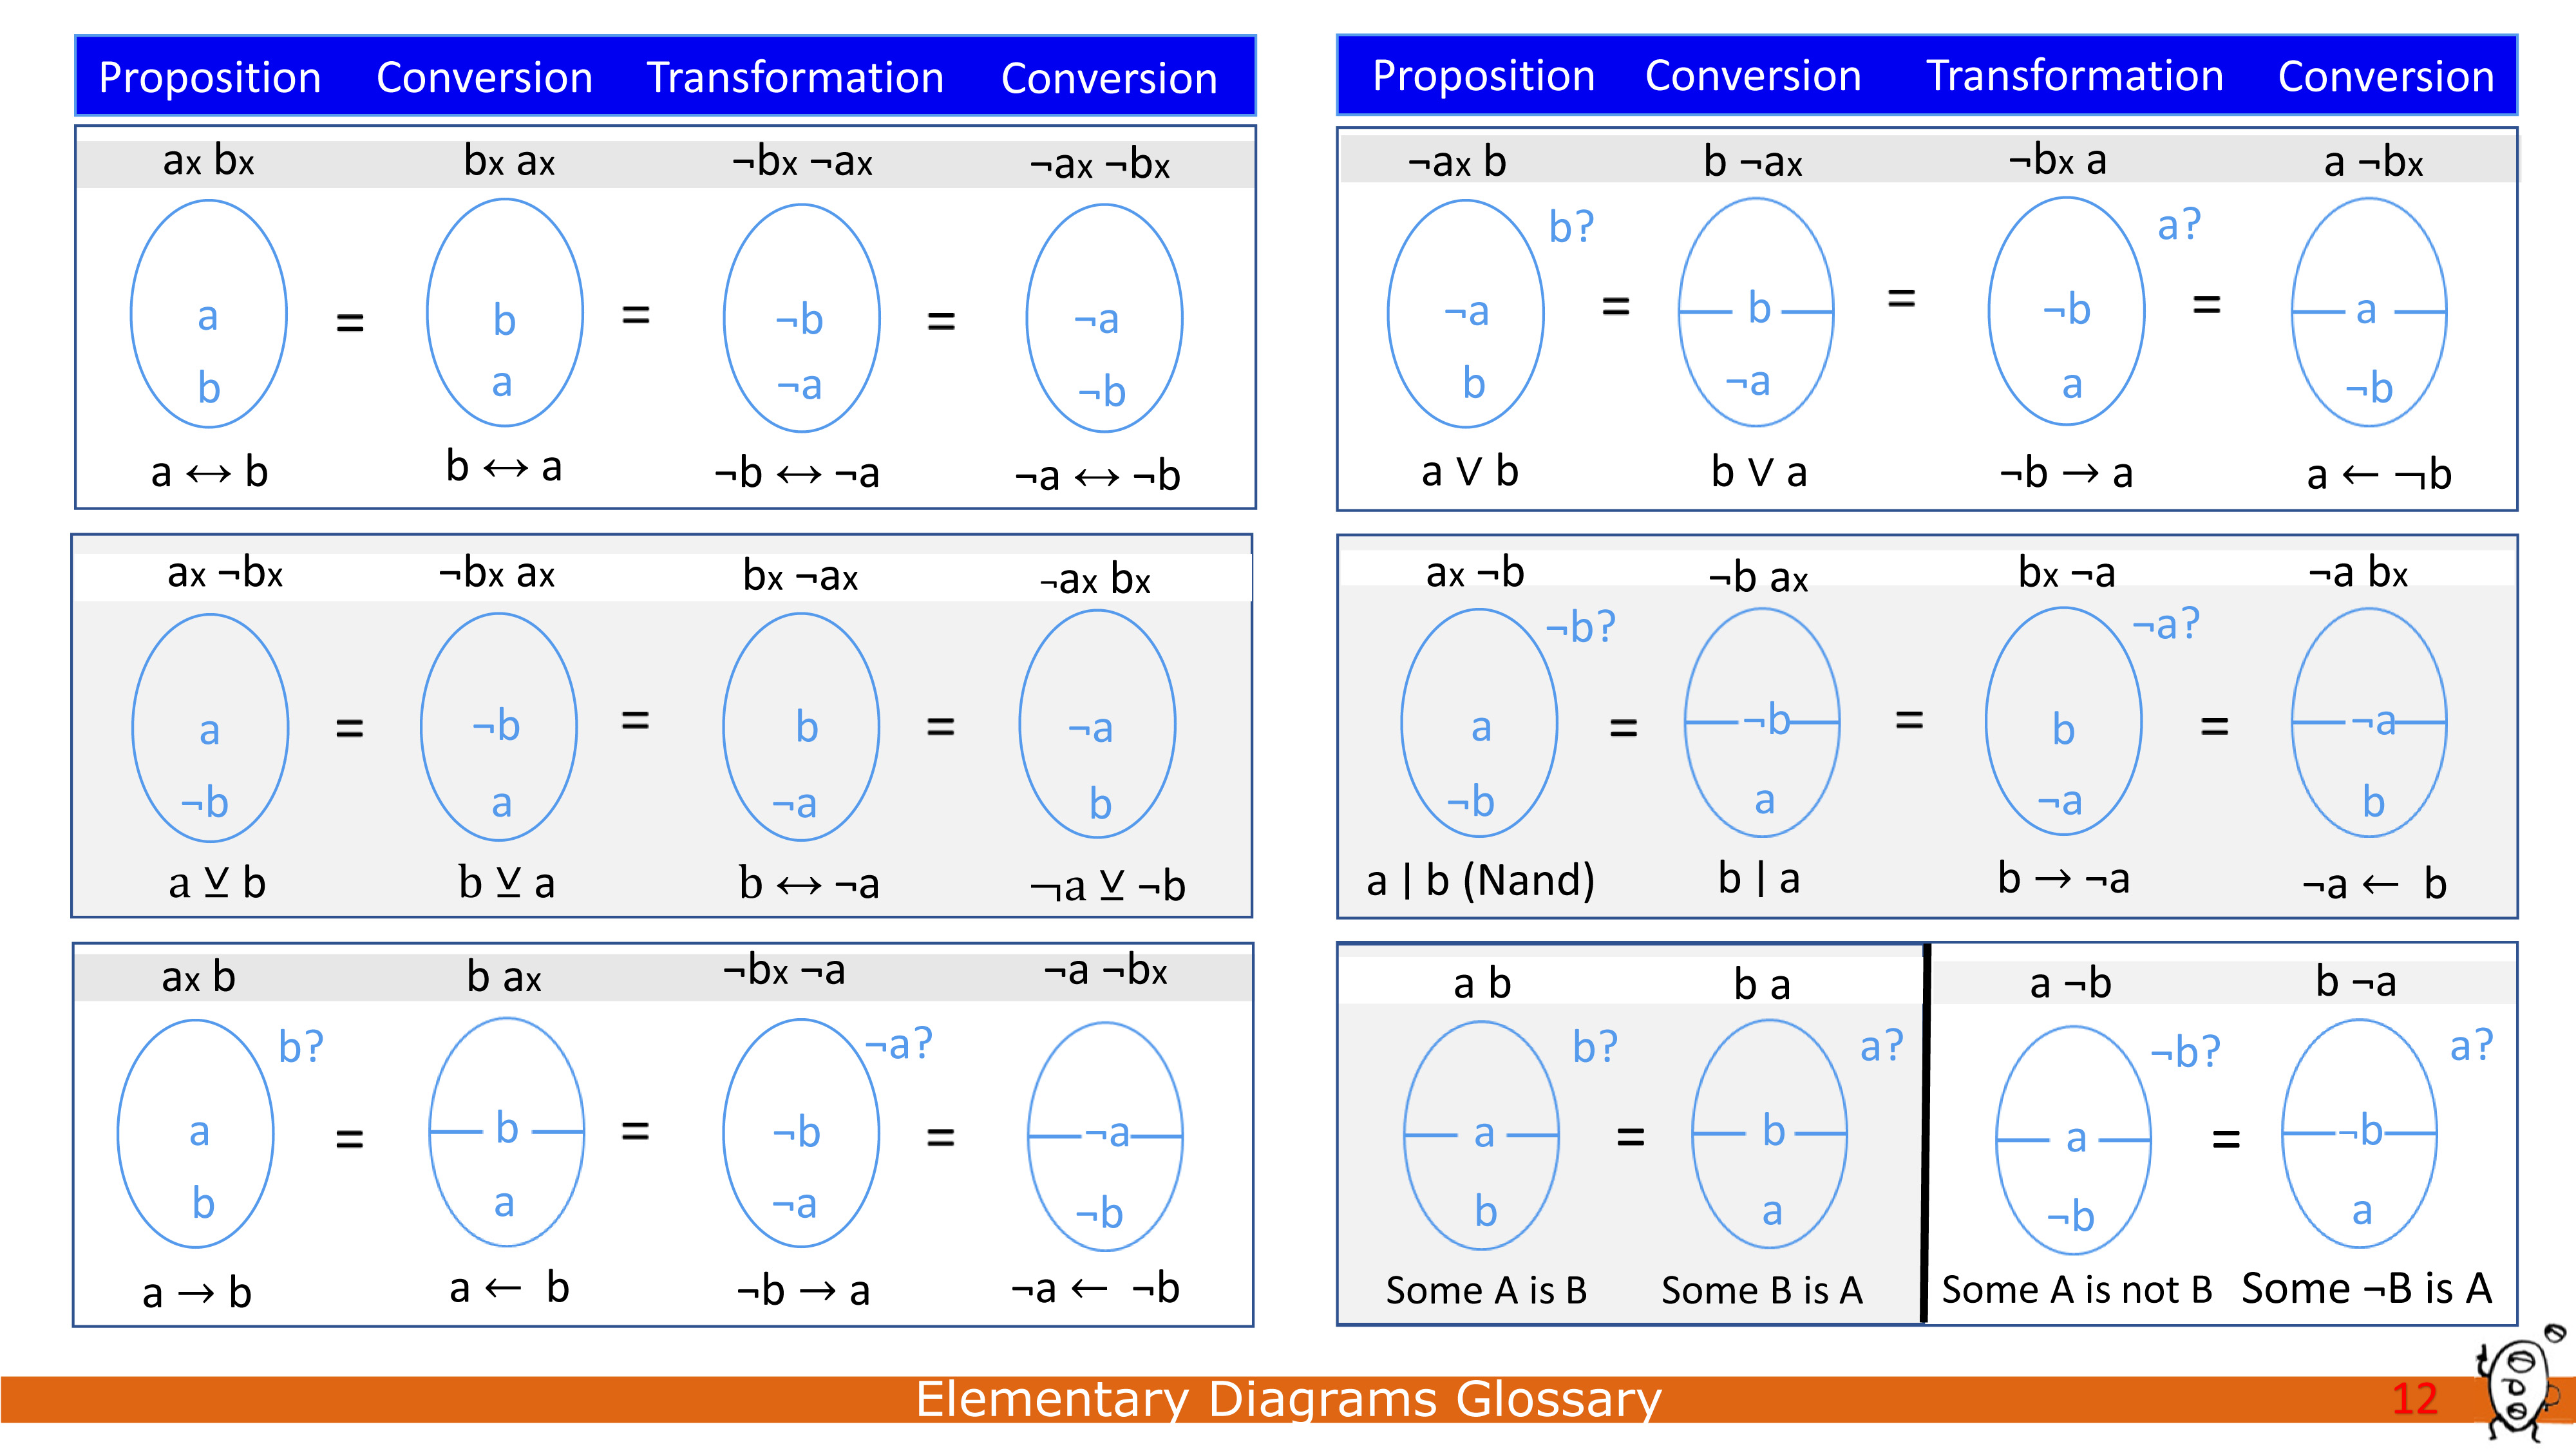 Proposition Conversion Transformation Conversion
ax bx bx ax ¬bx ¬ax ¬ax ¬bx
a = b = ¬b = ¬a
b a ¬a ¬b
a ↔ b b ↔ a ¬b ↔ ¬a ¬a ↔ ¬b
ax ¬bx ¬bx ax bx ¬ax ¬ax bx
a = ¬b = b = ¬a
¬b a ¬a b
a ⊻ b b ⊻ a b ↔ ¬a ¬a ⊻ ¬b
ax b b ax ¬bx ¬a ¬a ¬bx
b? ¬a?
a = b = ¬b = ¬a
b a ¬a ¬b
a → b a ← b ¬b → a ¬a ← ¬b
Proposition Conversion Transformation Conversion
¬ax b b ¬ax ¬bx a a ¬bx
b? a?
¬a = b = ¬b = a
b ¬a a ¬b
a ∨ b b ∨ a ¬b → a a ← ¬b
ax ¬b ¬b ax bx ¬a ¬a bx
¬b? ¬a?
a = ¬b = b = ¬a
¬b a ¬a b
a | b (Nand) b | a b → ¬a ¬a ← b
a b b a a ¬b b ¬a
b? a? ¬b? a?
a = b a = ¬b
b a ¬b a
Some A is B Some B is A Some A is not B Some ¬B is A
Elementary Diagrams Glossary
12